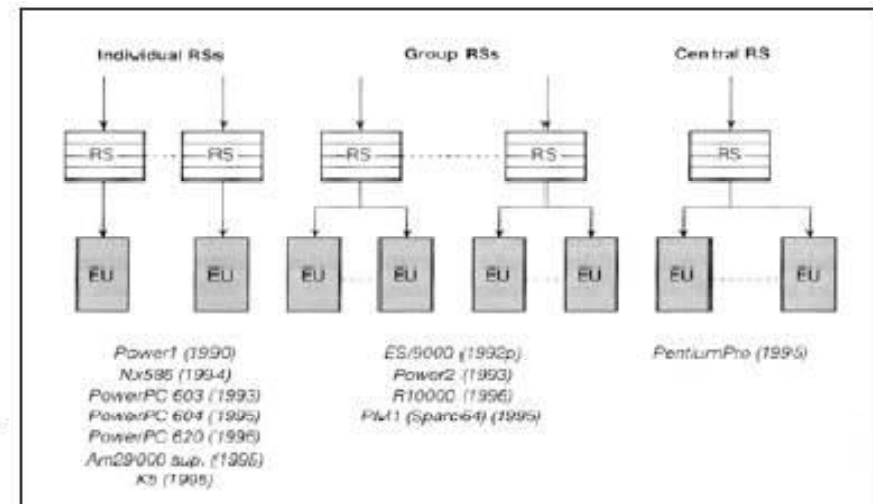 Individual RSs
Group RSs
Central RS
RS
RS
RS
RS
RS
EU
EU
EU
EU
EU
EU
EU
EU
Power1 (1990)
Nx586 (1994)
PowerPC 603 (1993)
PowerPC 604 (1995)
PowerPC 620 (1996)
Am29000 sup. (1995)
K5 (1995)
ES/9000 (1992p)
Power2 (1993)
R10000 (1996)
PM1 (Sparc64) (1995)
PentiumPro (1995)